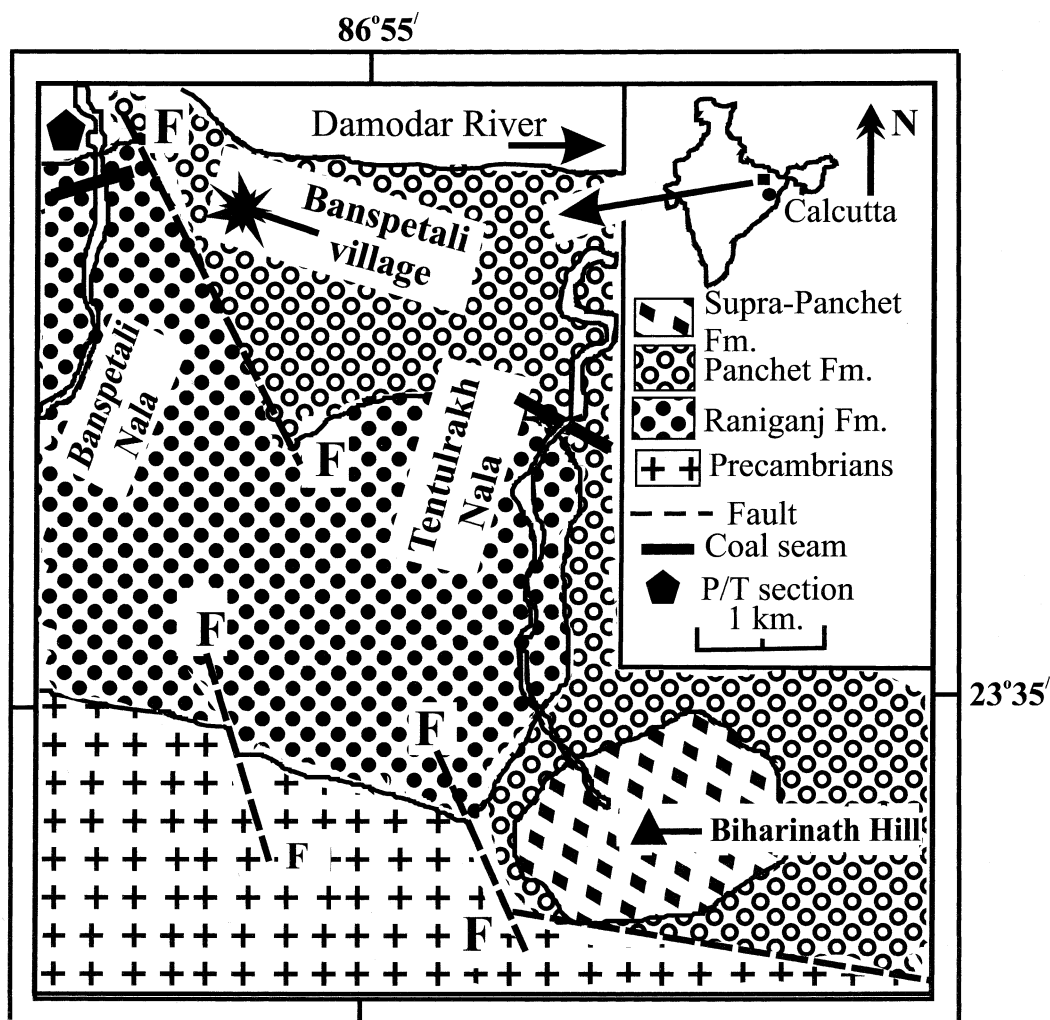 86°55'
F
Damodar River
N
Banspetali
village
Calcutta
Supra-Panchet
Fm.
Panchet Fm.
Raniganj Fm.
Precambrians
Fault
Coal seam
P/T section
1 km.
Banspetali
Nala
Tentulrakh
Nala
F
F
F
23°35'
Biharinath Hill
F
F